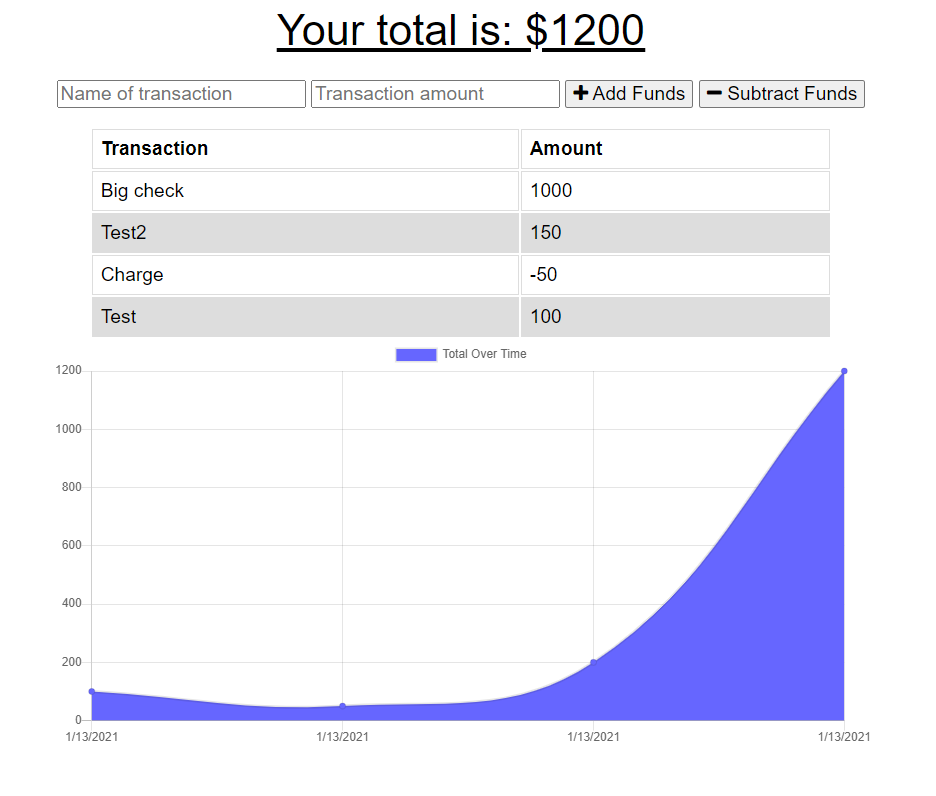 Your total is: $1200
Name of transaction Transaction amount Add Funds Subtract Funds
Transaction Amount
Big check 1000
Test2 150
Charge -50
Test 100
Total Over Time
1200
1000
800
600
400
200
0
1/13/2021 1/13/2021 1/13/2021 1/13/2021